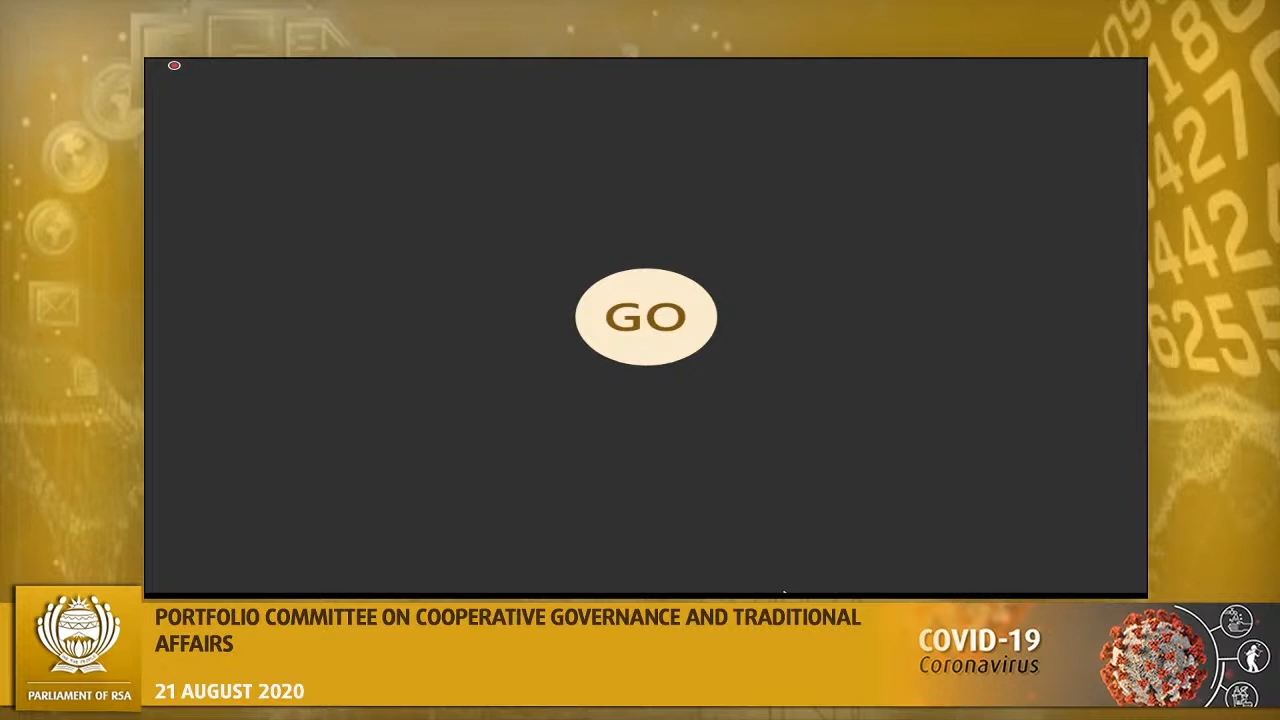 GO
PORTFOLIO COMMITTEE ON COOPERATIVE GOVERNANCE AND TRADITIONAL
AFFAIRS
21 AUGUST 2020
PARLIAMENT OF RSA
COVID-19
Coronavirus